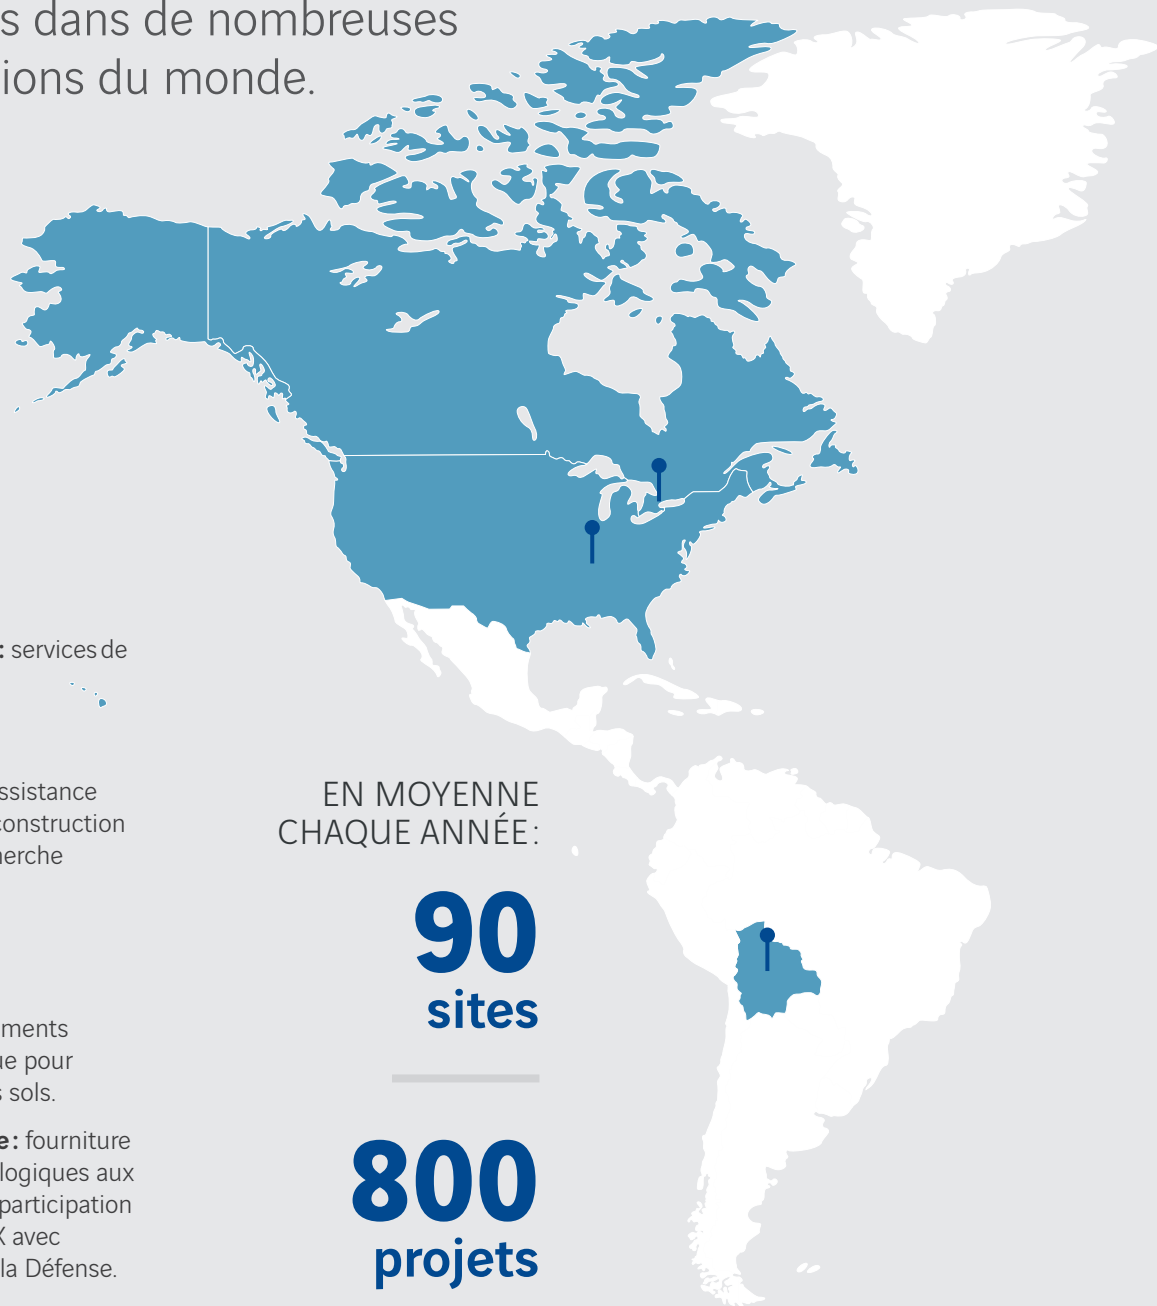 s dans de nombreuses
ions du monde.
: services de
ssistance
construction
herche
ments
ue pour
s sols.
e : fourniture
logiques aux
participation
X avec
la Défense.
EN MOYENNE
CHAQUE ANNÉE :
90
sites
800
projets